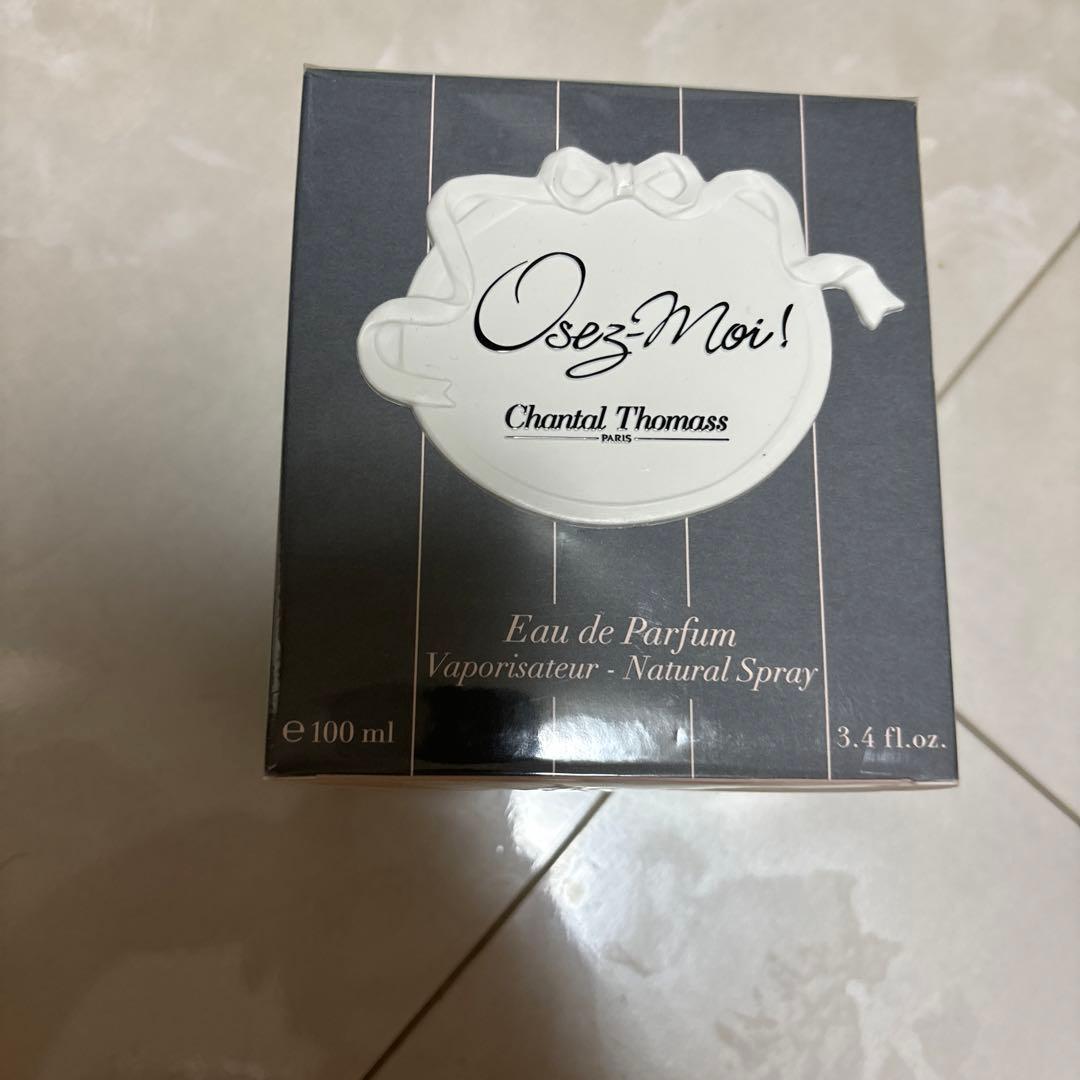 Osez-Moi!
Chantal Thomass
PARIS
Eau de Parfum
Vaporisateur - Natural Spray
℮ 100 ml
3.4 fl.oz.